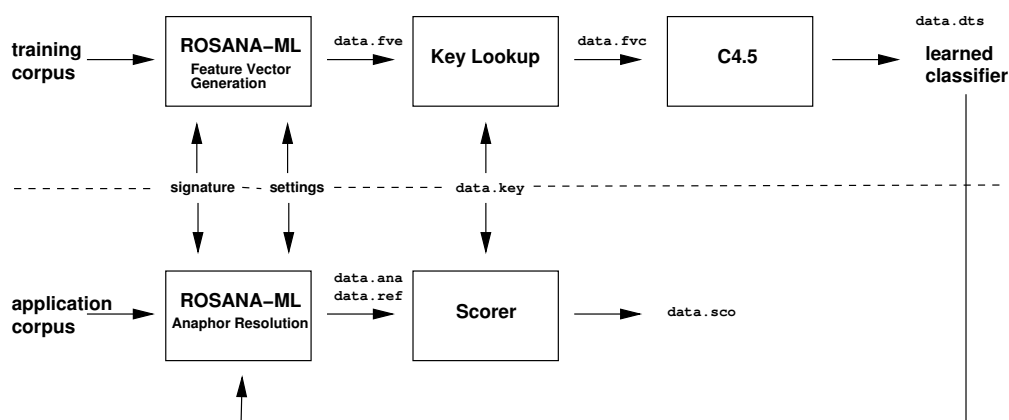 data.dts
training
corpus
ROSANA–ML
Feature Vector
Generation
data.fve
Key Lookup
data.fvc
C4.5
learned
classifier
signature
settings
data.key
application
corpus
ROSANA–ML
Anaphor Resolution
data.ana
data.ref
Scorer
data.sco